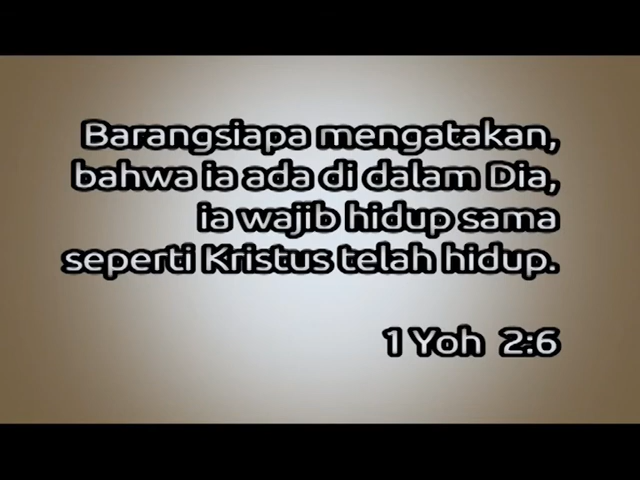 Barangsiapa mengatakan,
bahwa ia ada di dalam Dia,
ia wajib hidup sama
seperti Kristus telah hidup.
1 Yoh 2:6